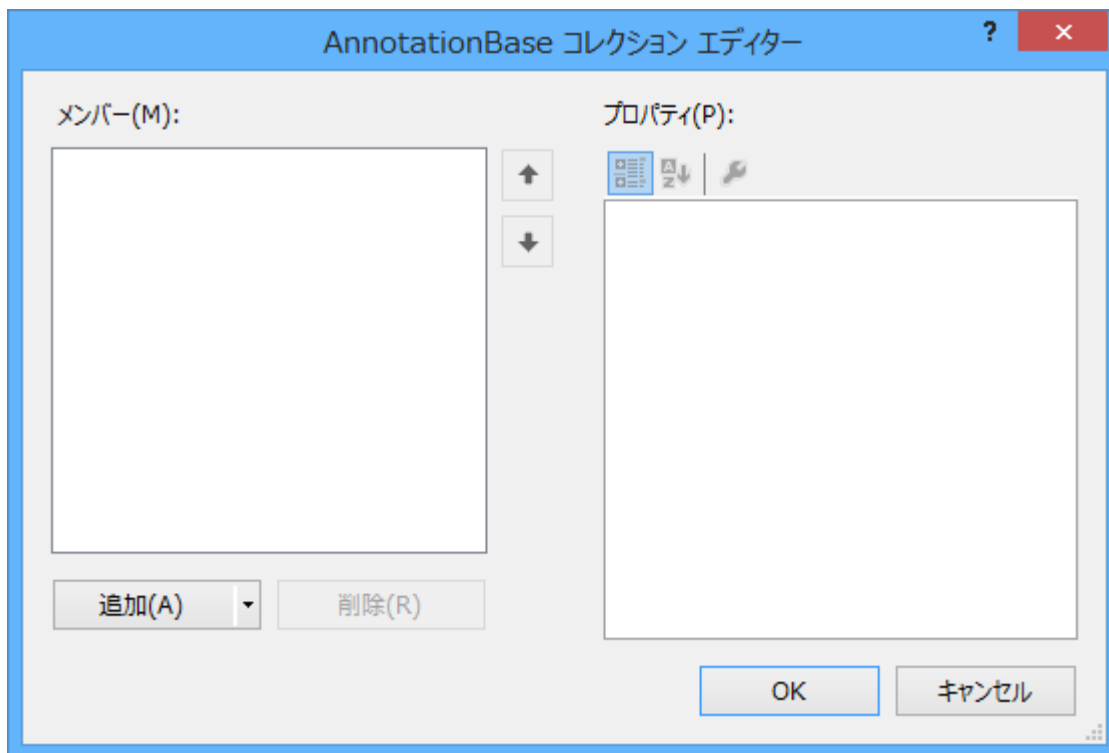 AnnotationBase コレクション エディター
?
メンバー(M):
プロパティ(P):
追加(A)
削除(R)
OK
キャンセル